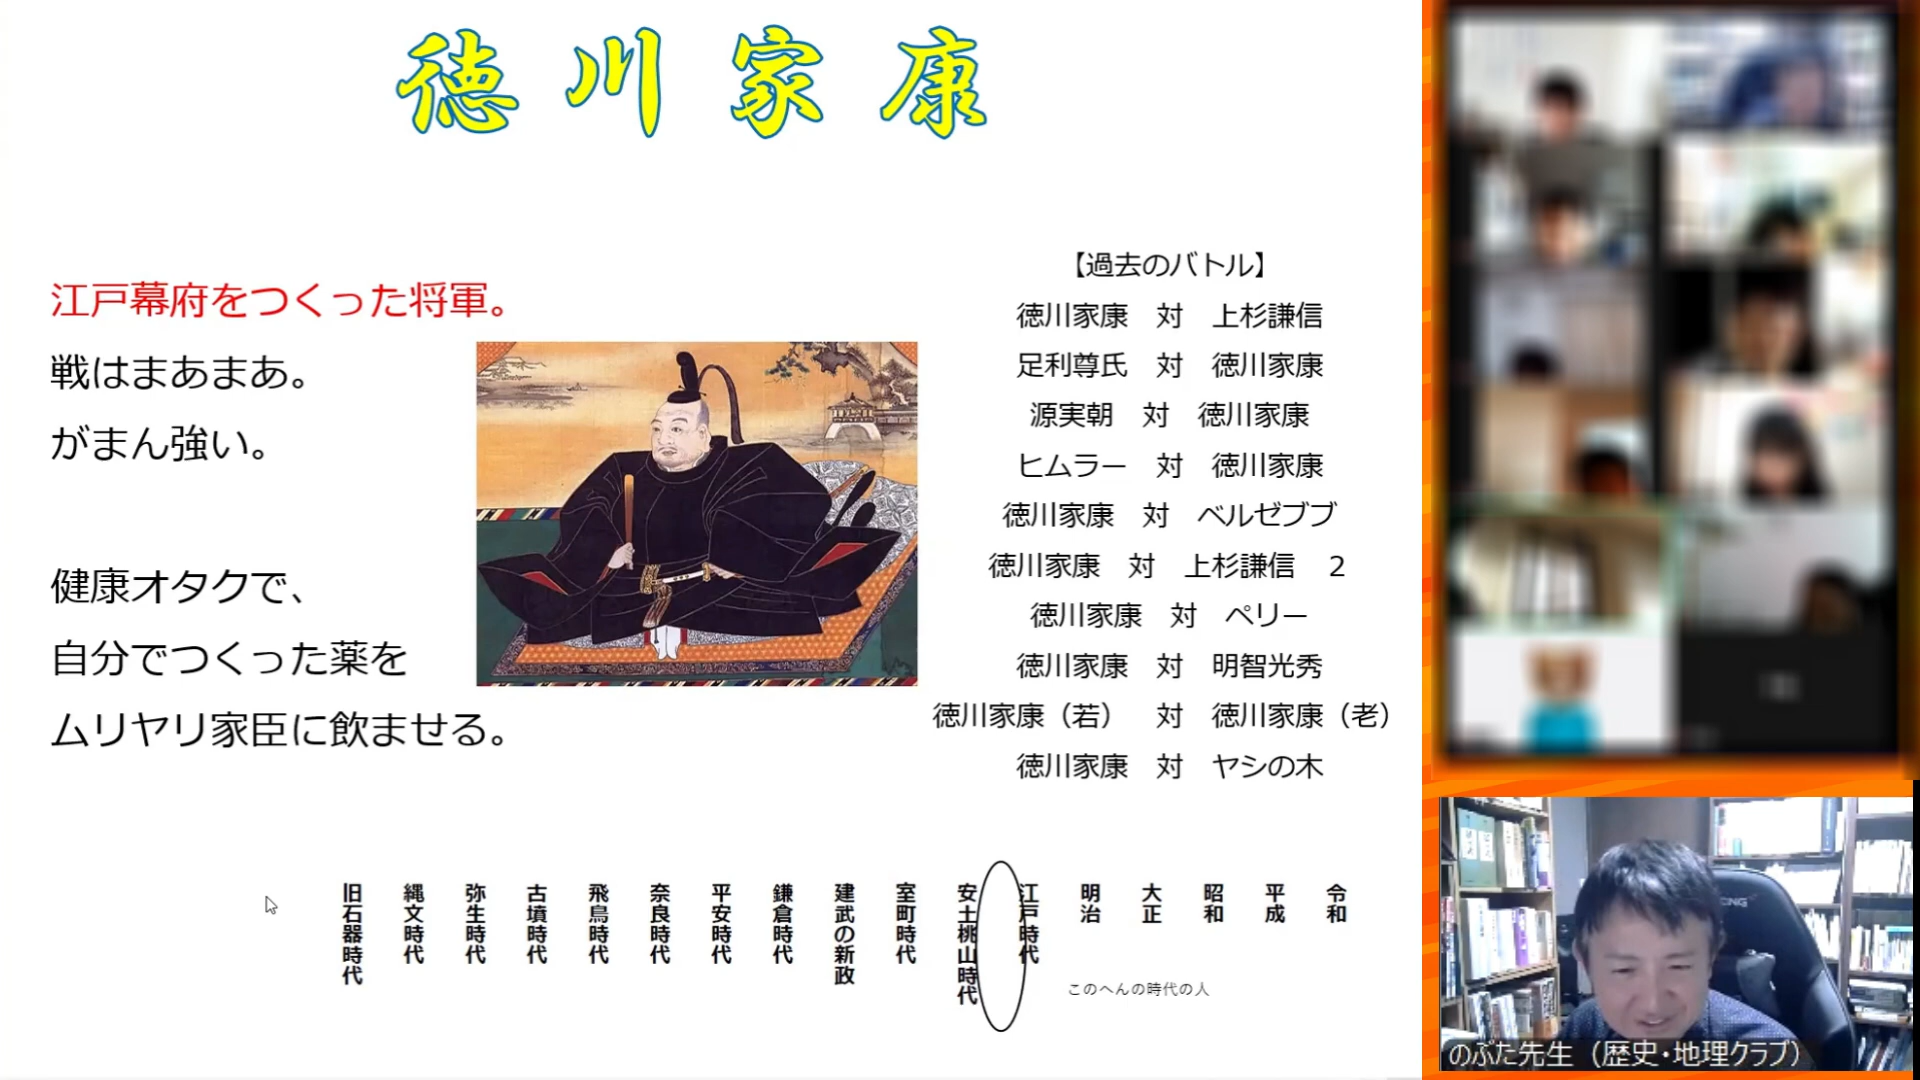 徳川家康
江戸幕府をつくった将軍。
戦はまあまあ。
がまん強い。
健康オタクで、
自分でつくった薬を
ムリヤリ家臣に飲ませる。
【過去のバトル】
徳川家康 対 上杉謙信
足利尊氏 対 徳川家康
源実朝 対 徳川家康
ヒムラー 対 徳川家康
徳川家康 対 ベルゼブブ
徳川家康 対 上杉謙信 2
徳川家康 対 ペリー
徳川家康 対 明智光秀
徳川家康(若) 対 徳川家康(老)
徳川家康 対 ヤシの木
旧石器時代
縄文時代
弥生時代
古墳時代
飛鳥時代
奈良時代
平安時代
鎌倉時代
建武の新政
室町時代
安土桃山時代
江戸時代
明治
大正
昭和
平成
令和
このへんの時代の人
のぶた先生(歴史・地理クラブ)